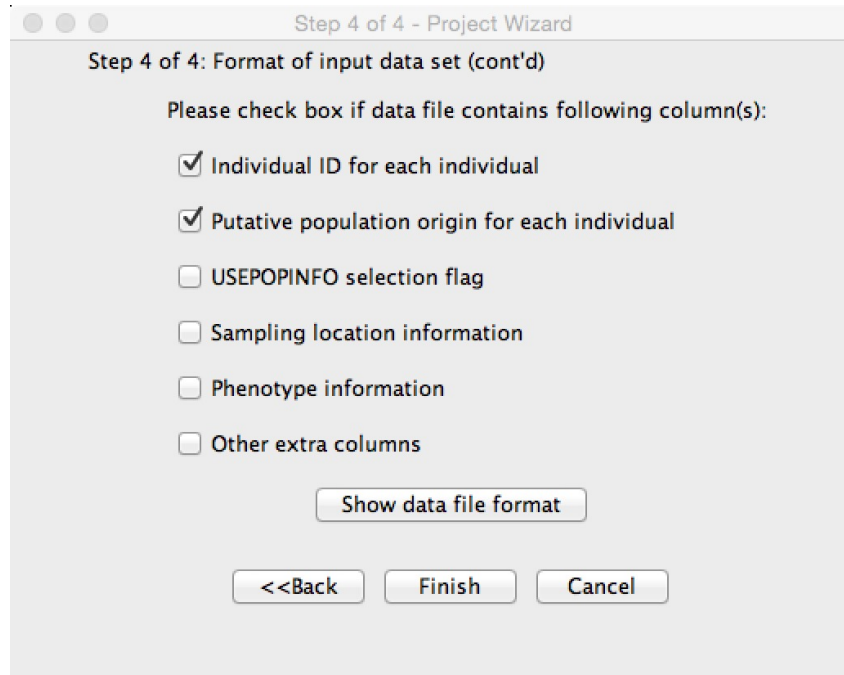 Step 4 of 4 - Project Wizard
Step 4 of 4: Format of input data set (cont'd)
Please check box if data file contains following column(s):
Individual ID for each individual
Putative population origin for each individual
USEPOPINFO selection flag
Sampling location information
Phenotype information
Other extra columns
Show data file format
<<Back Finish Cancel